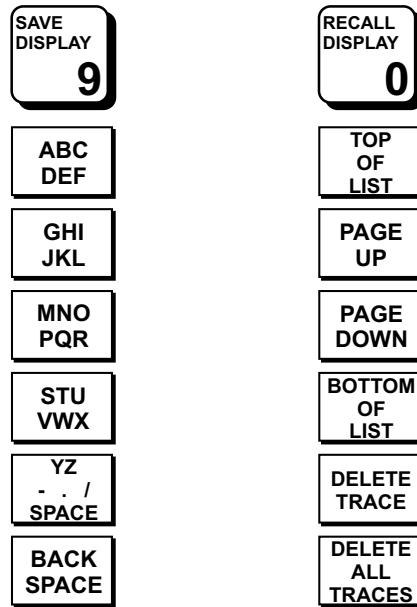 SAVE
DISPLAY
9
ABC
DEF
GHI
JKL
MNO
PQR
STU
VWX
YZ
- . /
SPACE
BACK
SPACE
RECALL
DISPLAY
0
TOP
OF
LIST
PAGE
UP
PAGE
DOWN
BOTTOM
OF
LIST
DELETE
TRACE
DELETE
ALL
TRACES